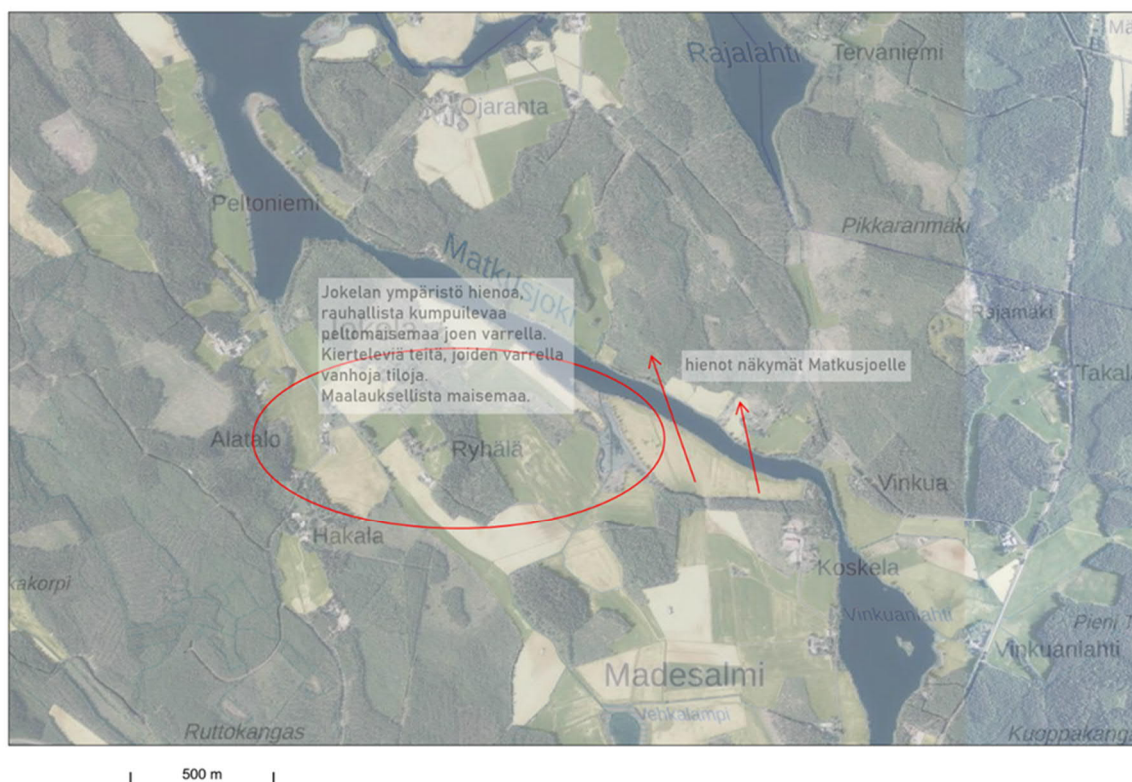 Rajalahti
Tervaniemi
Ojaranta
Peltoniemi
Pikkaranmäki
Matkusjoki
Jokelan ympäristö hienoa,
rauhallista kumpuilevaa
peltomaisemaa joen varrella.
Kierteleviä teitä, joiden varrella
vanhoja tiloja.
Maalauksellista maisemaa.
Rajamäki
hienot näkymät Matkusjoelle
Takala
Alatalo
Ryhälä
Vinkua
Hakala
Koskela
kakorpi
Vinkuanlahti
Pieni
Vinkuanlahti
Madesalmi
Vehkalampi
Ruttokangas
Kuoppakanga
500 m